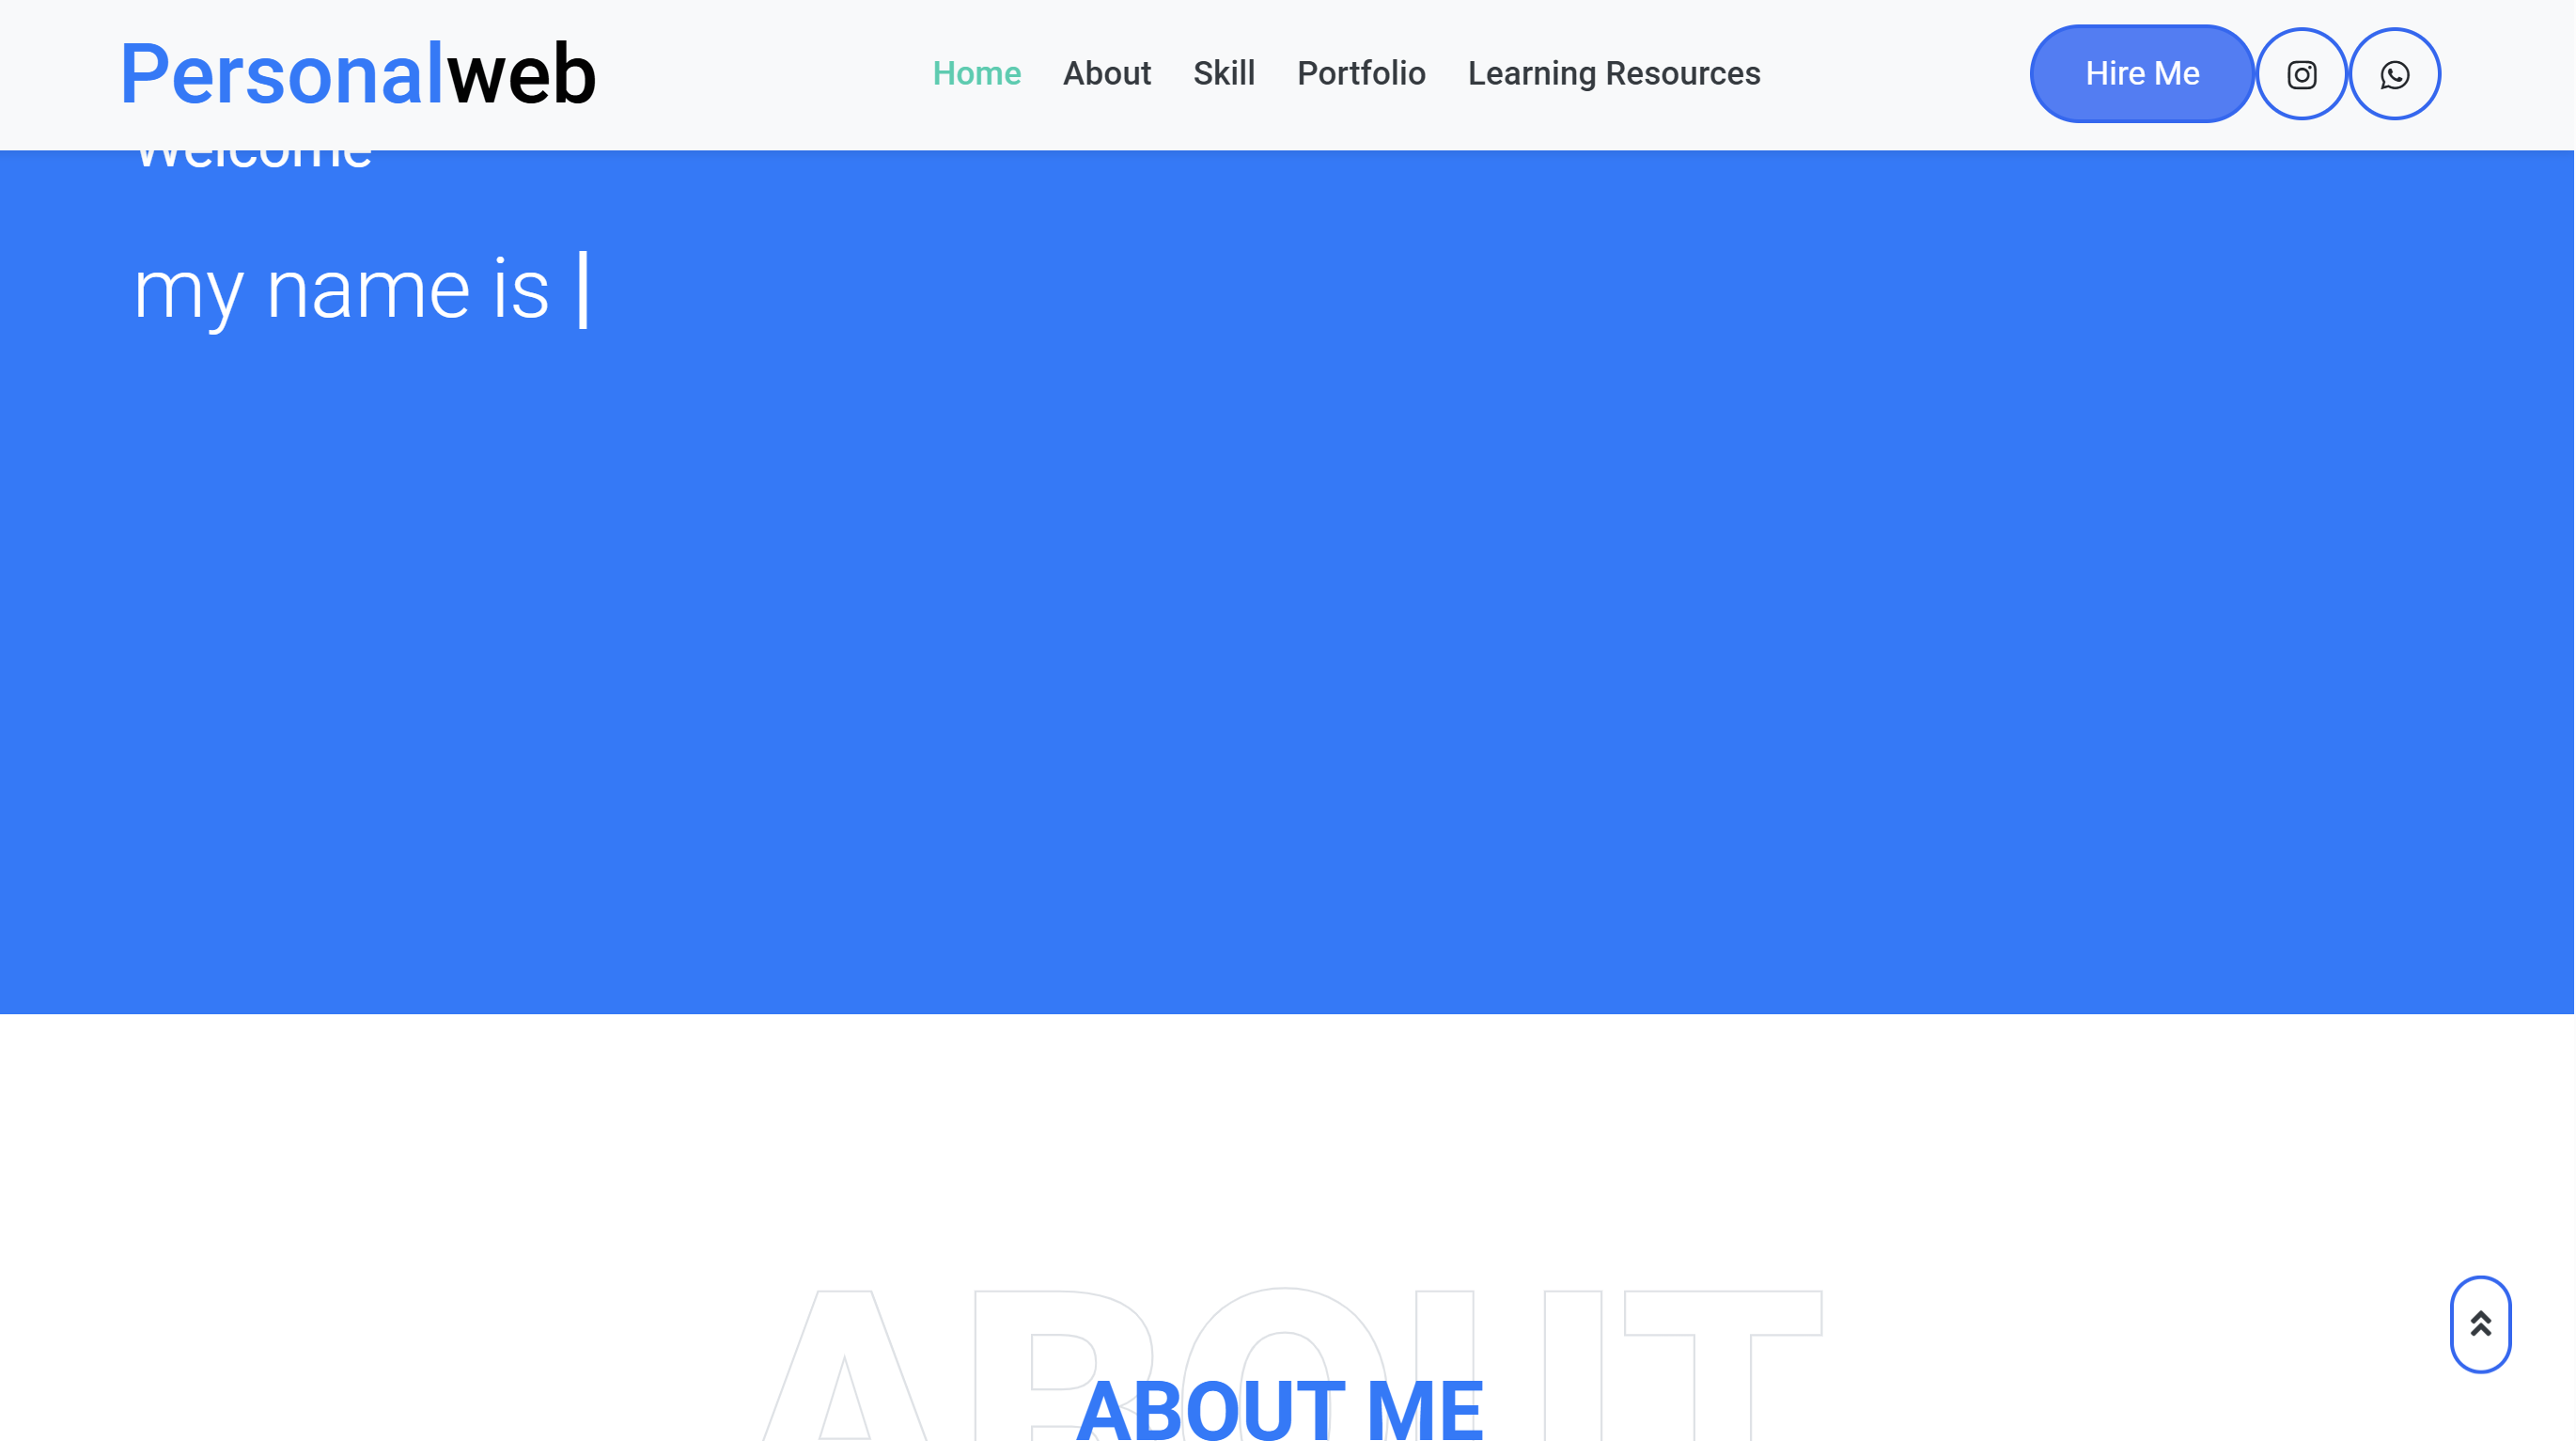 Personalweb
Home About Skill Portfolio Learning Resources
Hire Me
Welcome
my name is
ABOUT
ABOUT ME